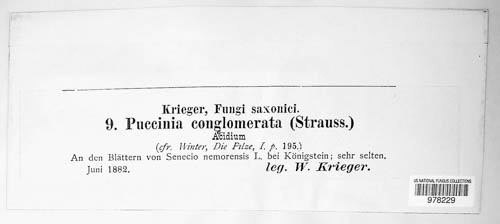 Krieger, Fungi saxonici.
9. Puccinia conglomerata (Strauss.)
Äcidium
(cfr. Winter, Die Pilze, I. p. 195.)
An den Blättern von Senecio nemorensis L. bei Königstein; sehr selten.
Juni 1882. leg. W. Krieger.
US NATIONAL FUNGUS COLLECTIONS
978229